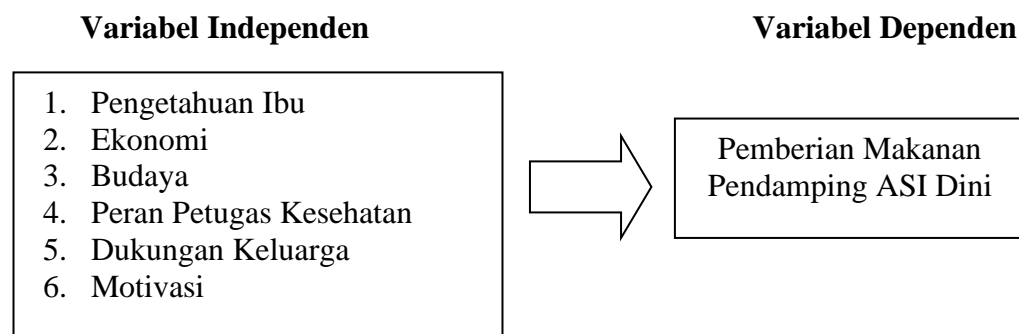 Variabel Independen
Variabel Dependen
1. Pengetahuan Ibu
2. Ekonomi
3. Budaya
4. Peran Petugas Kesehatan
5. Dukungan Keluarga
6. Motivasi
Pemberian Makanan
Pendamping ASI Dini